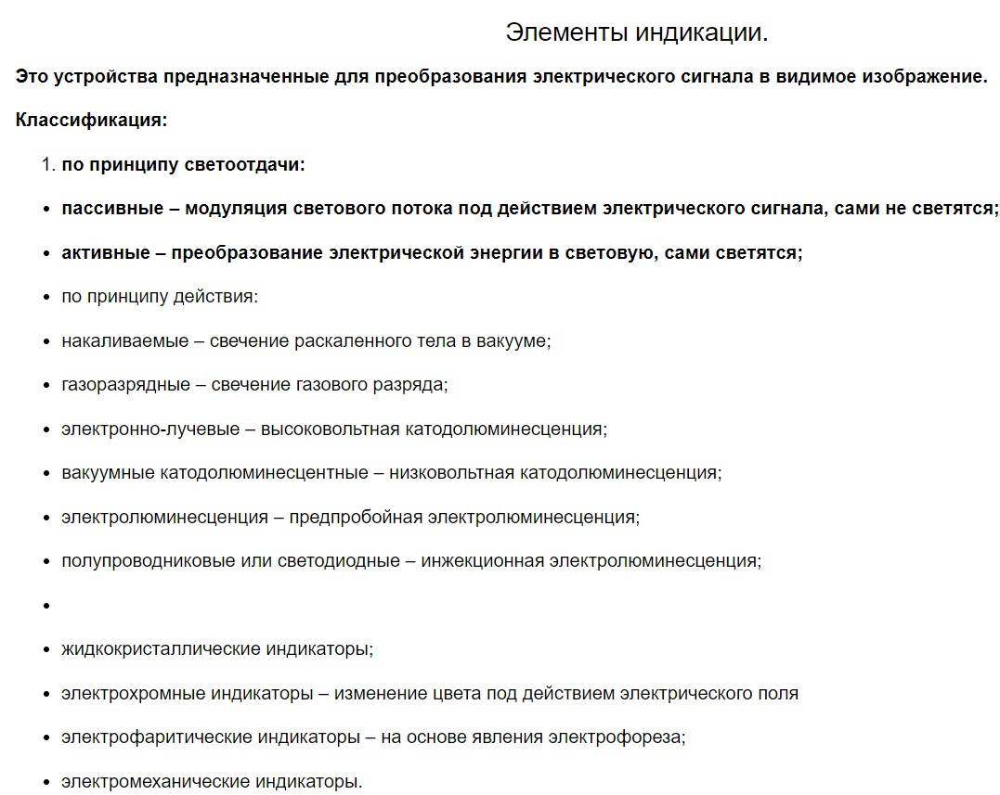 Элементы индикации.
Это устройства предназначенные для преобразования электрического сигнала в видимое изображение.
Классификация:
1. по принципу светоотдачи:
• пассивные – модуляция светового потока под действием электрического сигнала, сами не светятся;
• активные – преобразование электрической энергии в световую, сами светятся;
• по принципу действия:
• накаливаемые – свечение раскаленного тела в вакууме;
• газоразрядные – свечение газового разряда;
• электронно-лучевые – высоковольтная катодолюминесценция;
• вакуумные катодолюминесцентные – низковольтная катодолюминесценция;
• электролюминесценция – предпробойная электролюминесценция;
• полупроводниковые или светодиодные – инжекционная электролюминесценция;
•
• жидкокристаллические индикаторы;
• электрохромные индикаторы – изменение цвета под действием электрического поля
• электрофаритические индикаторы – на основе явления электрофореза;
• электромеханические индикаторы.